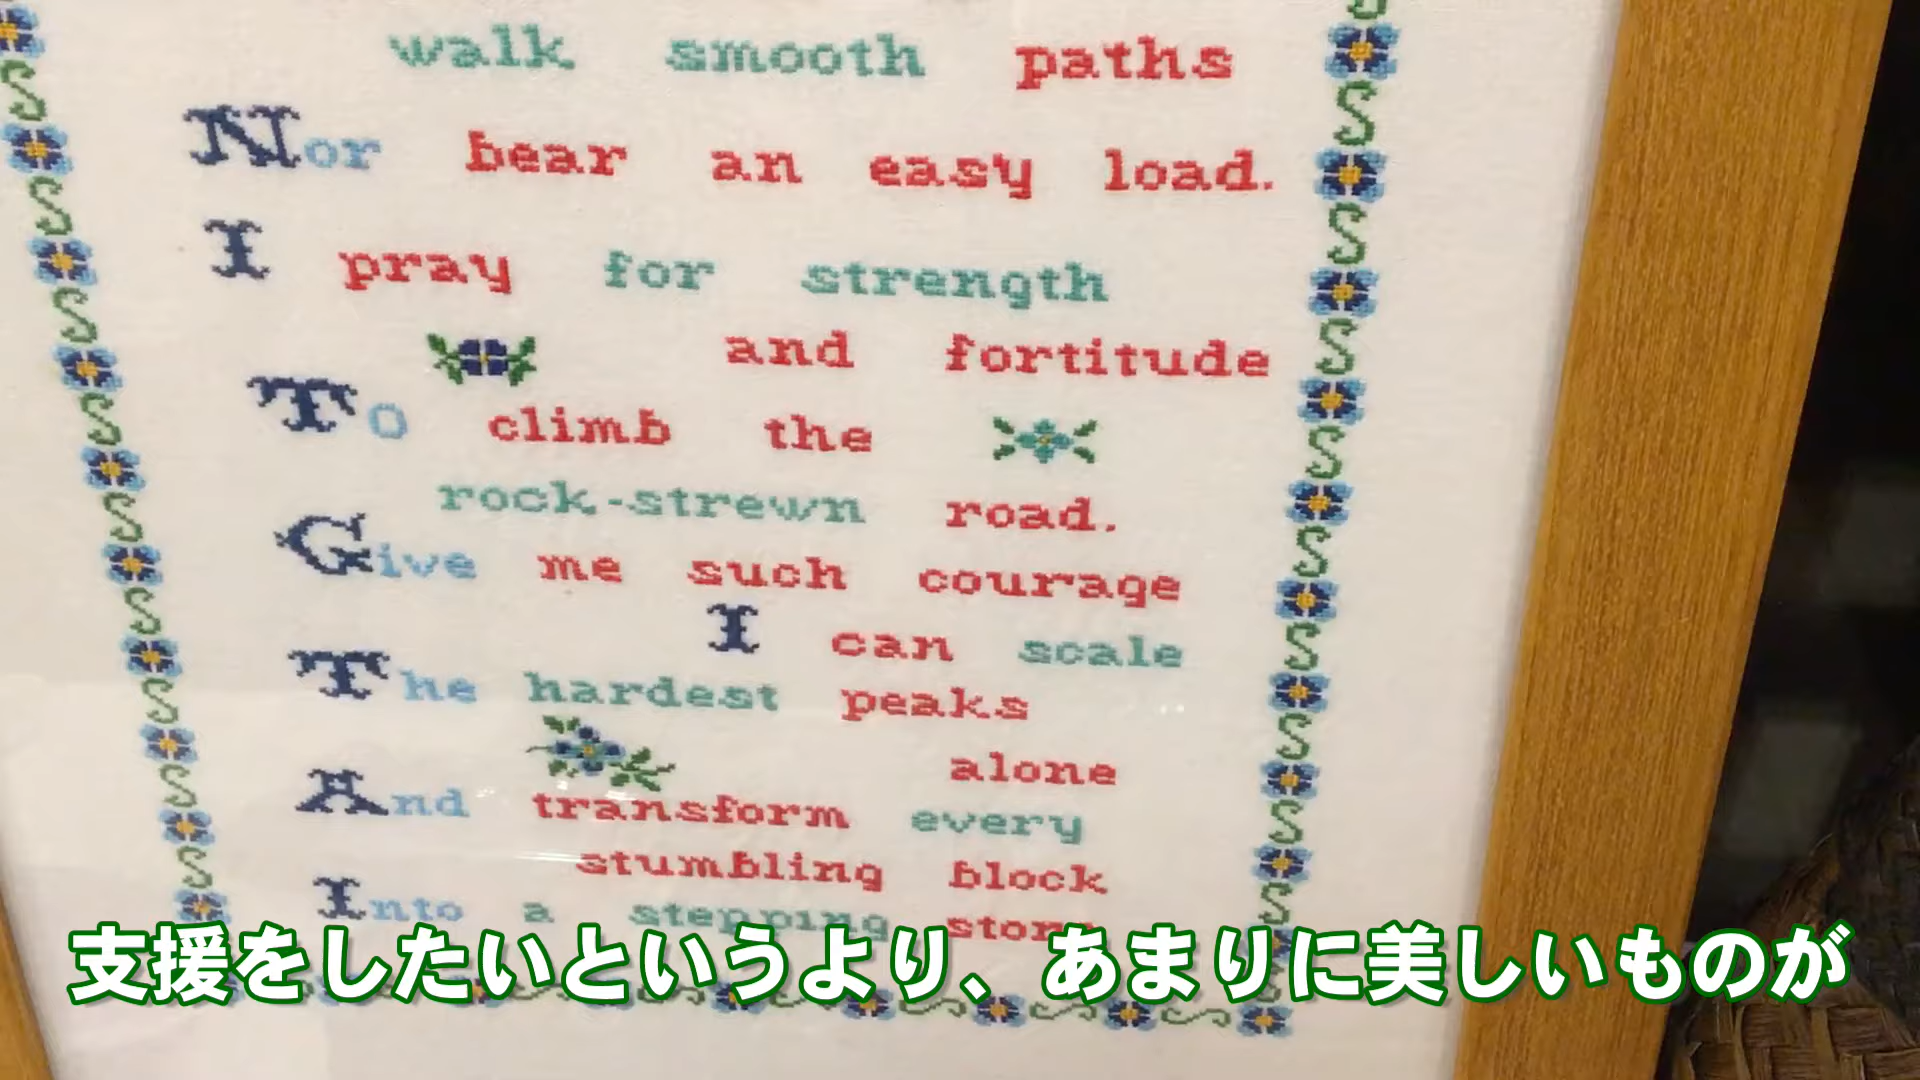 walk smooth paths
Nor bear an easy load.
I pray for strength
and fortitude
To climb the
rock-strewn road.
Give me such courage
I can scale
The hardest peaks
alone
And transform every
stumbling block
Into a stepping stone
支援をしたいというより、あまりに美しいものが